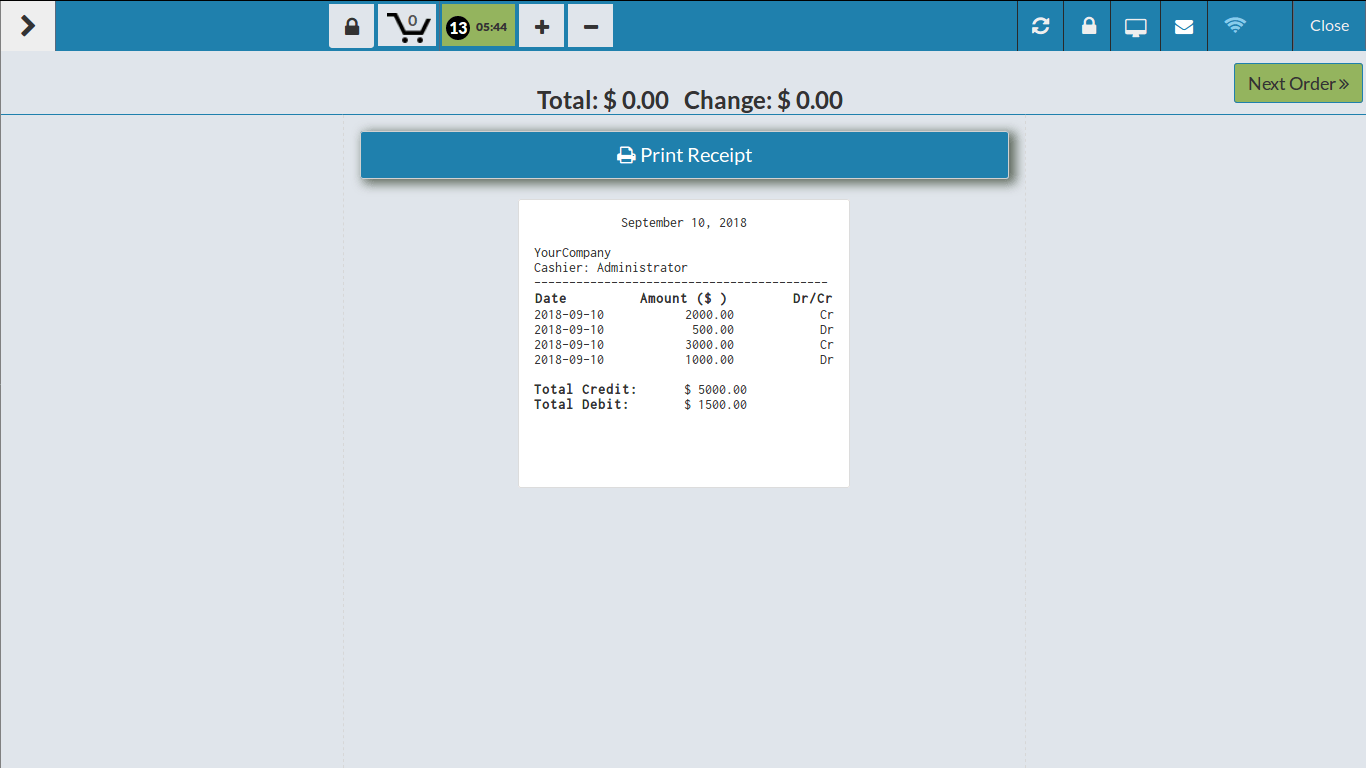 0 13 05:44 + − Close
Next Order »
Total: $ 0.00 Change: $ 0.00
Print Receipt
September 10, 2018
YourCompany
Cashier: Administrator
------------------------------------------
Date Amount ($ ) Dr/Cr
2018-09-10 2000.00 Cr
2018-09-10 500.00 Dr
2018-09-10 3000.00 Cr
2018-09-10 1000.00 Dr
Total Credit: $ 5000.00
Total Debit: $ 1500.00